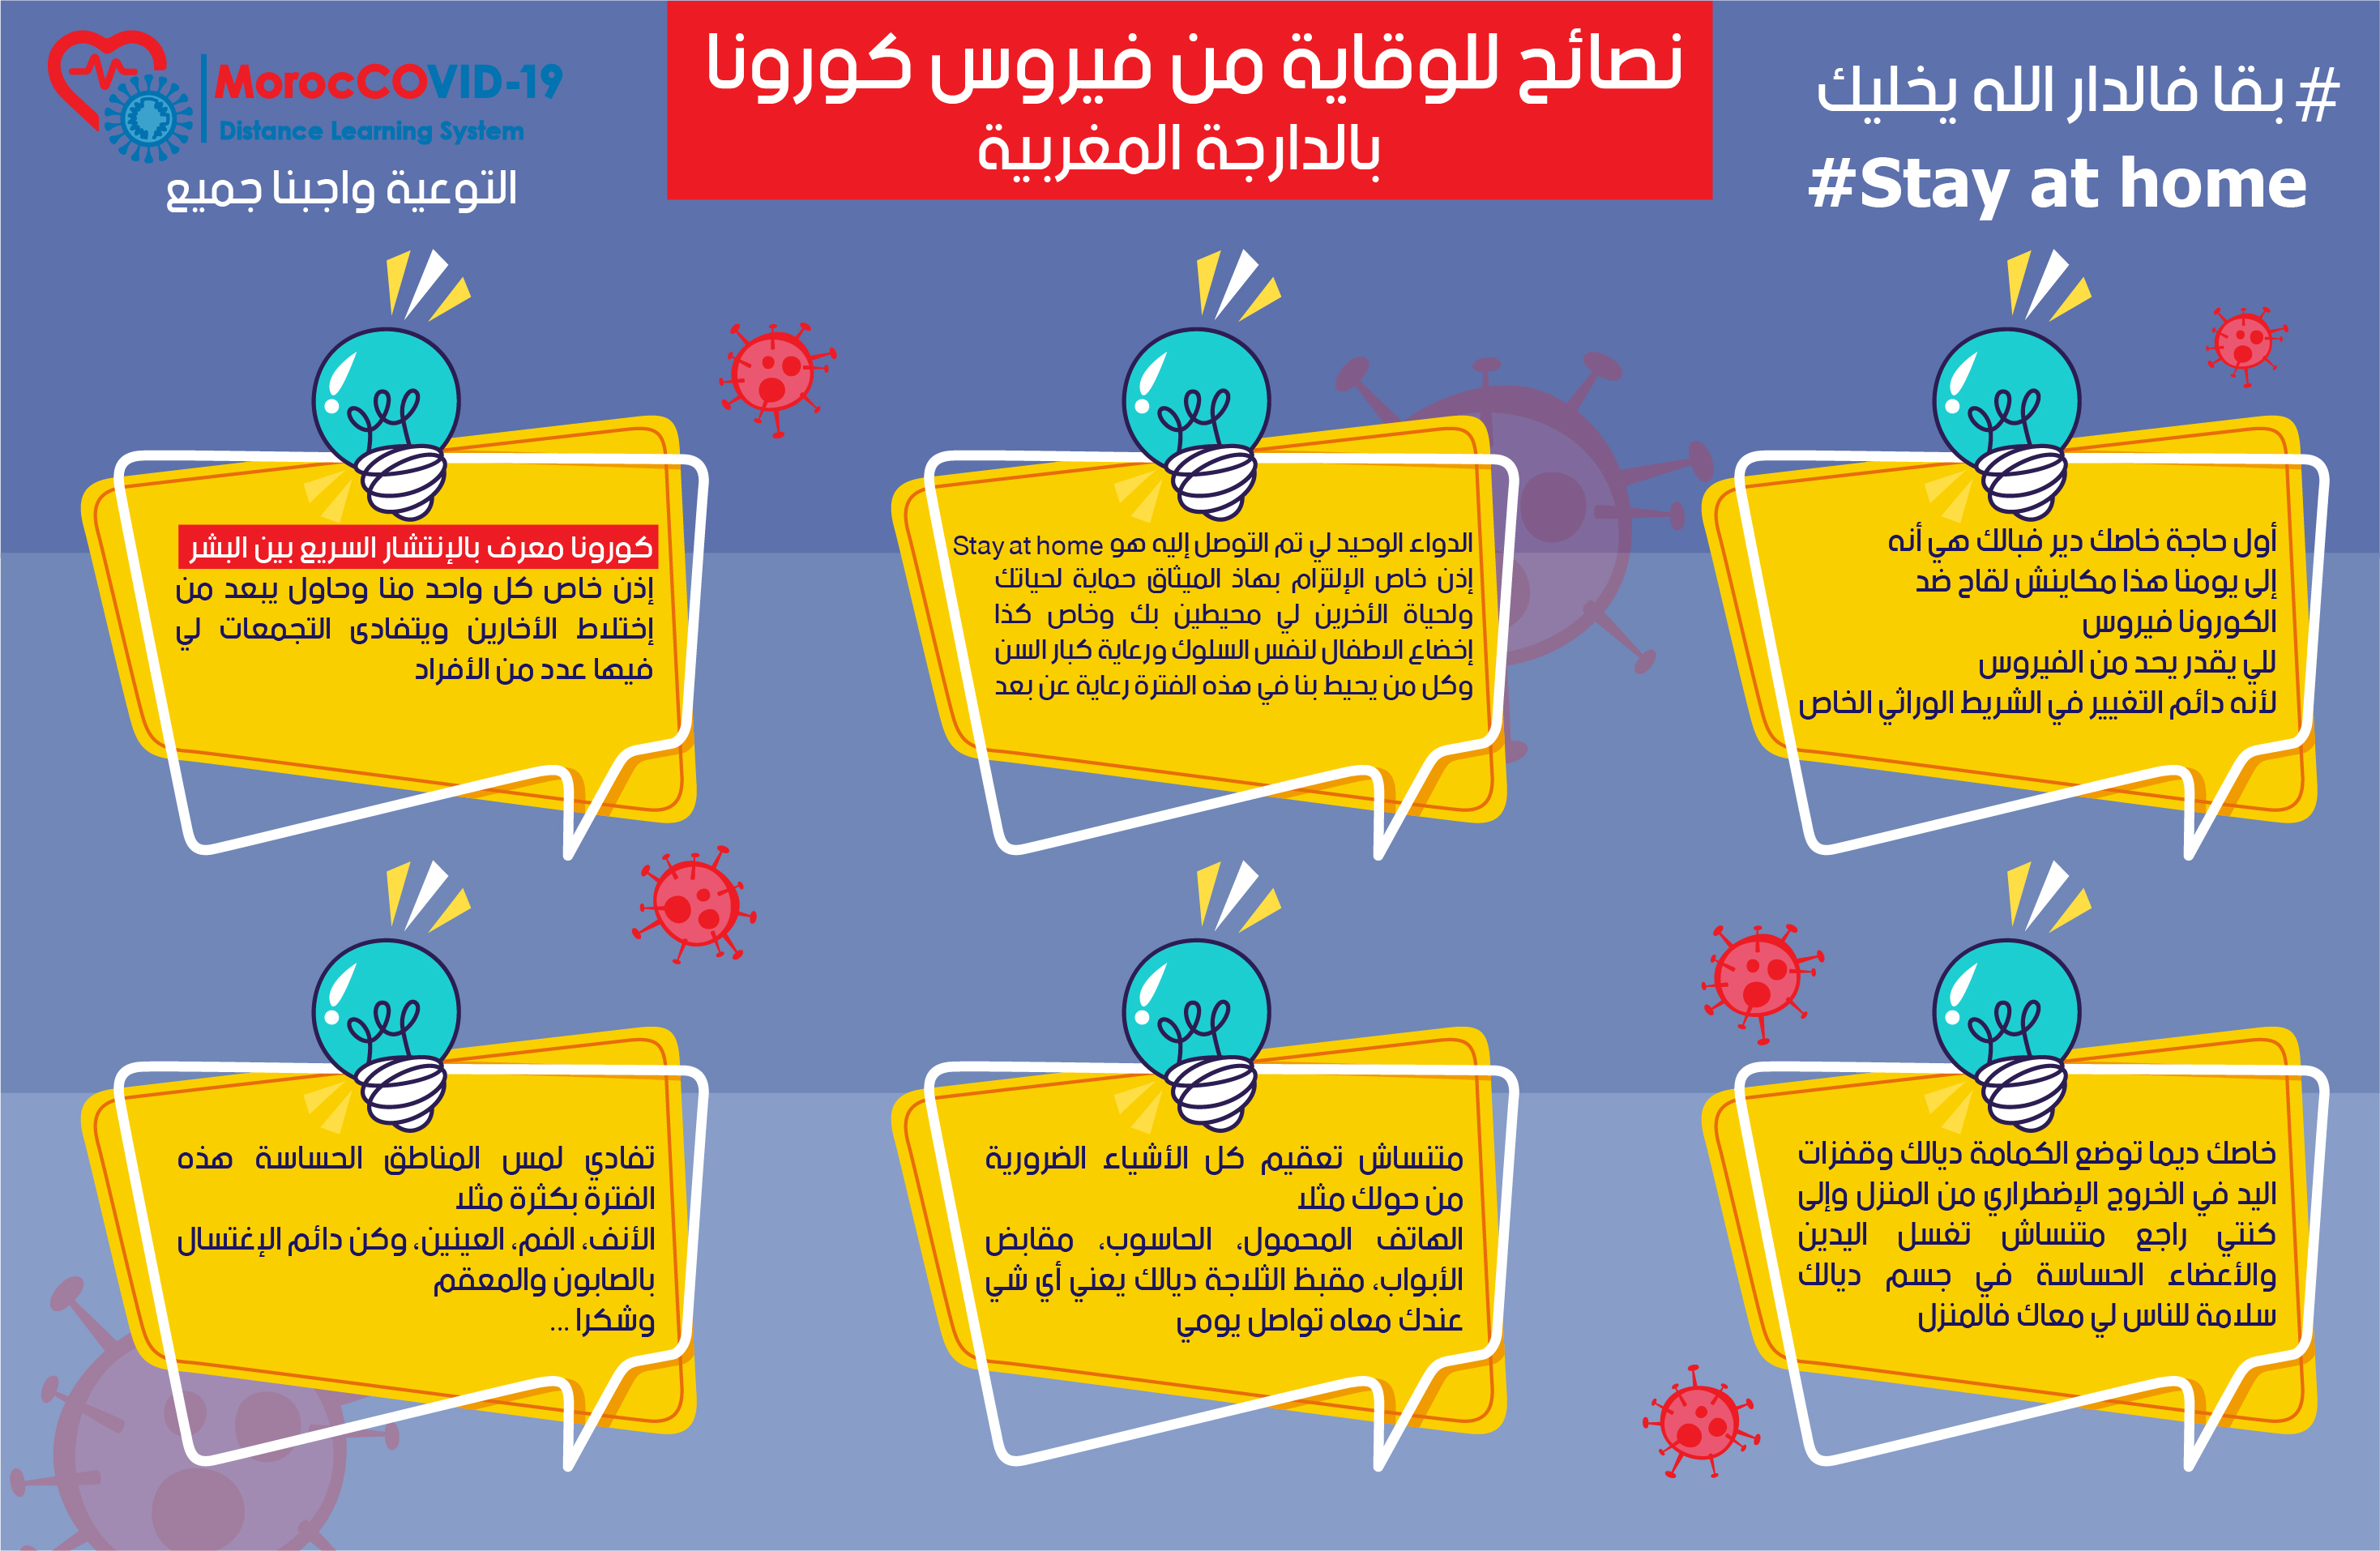 #بقا فالدار الله يخليك
#Stay at home
نصائح للوقاية من فيروس كورونا
بالدارجة المغربية
MorocCOVID-19
Distance Learning System
التوعية واجبنا جميع
أول حاجة خاصك دير فبالك هي أنه
إلى يومنا هذا مكاينش لقاح ضد
الكورونا فيروس
للي يقدر يحد من الفيروس
لأنه دائم التغيير في الشريط الوراثي الخاص
الدواء الوحيد لي تم التوصل إليه هو Stay at home
إذن خاص الإلتزام بهاذ الميثاق حماية لحياتك
ولحياة الأخرين لي محيطين بك وخاص كذا
إخضاع الاطفال لنفس السلوك ورعاية كبار السن
وكل من يحيط بنا في هذه الفترة رعاية عن بعد
كورونا معرف بالإنتشار السريع بين البشر
إذن خاص كل واحد منا وحاول يبعد من
إختلاط الأخارين ويتفادى التجمعات لي
فيها عدد من الأفراد
خاصك ديما توضع الكمامة ديالك وقفزات
اليد في الخروج الإضطراري من المنزل وإلى
كنتي راجع متنساش تغسل اليدين
والأعضاء الحساسة في جسم ديالك
سلامة للناس لي معاك فالمنزل
متنساش تعقيم كل الأشياء الضرورية
من حولك مثلا
الهاتف المحمول، الحاسوب، مقابض
الأبواب، مقبظ الثلاجة ديالك يعني أي شي
عندك معاه تواصل يومي
تفادي لمس المناطق الحساسة هذه
الفترة بكثرة مثلا
الأنف، الفم، العينين، وكن دائم الإغتسال
بالصابون والمعقم
وشكرا ...